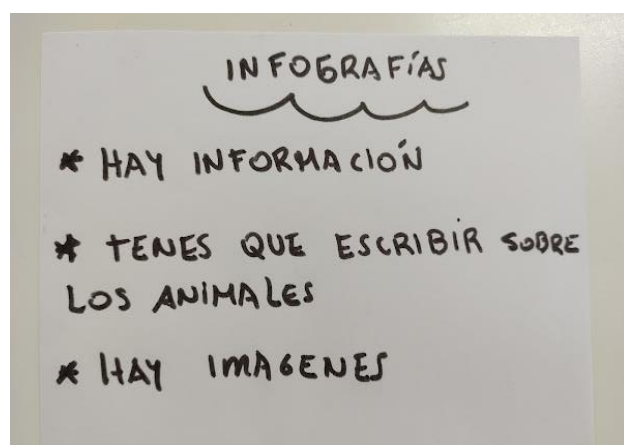 INFOGRAFÍAS
* HAY INFORMACIÓN
* TENES QUE ESCRIBIR SOBRE
LOS ANIMALES
* HAY IMAGENES